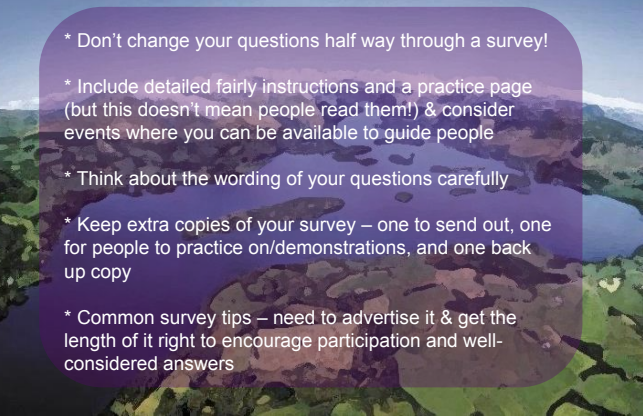 * Don't change your questions half way through a survey!
* Include detailed fairly instructions and a practice page
(but this doesn't mean people read them!) & consider
events where you can be available to guide people
* Think about the wording of your questions carefully
* Keep extra copies of your survey – one to send out, one
for people to practice on/demonstrations, and one back
up copy
* Common survey tips – need to advertise it & get the
length of it right to encourage participation and well-
considered answers